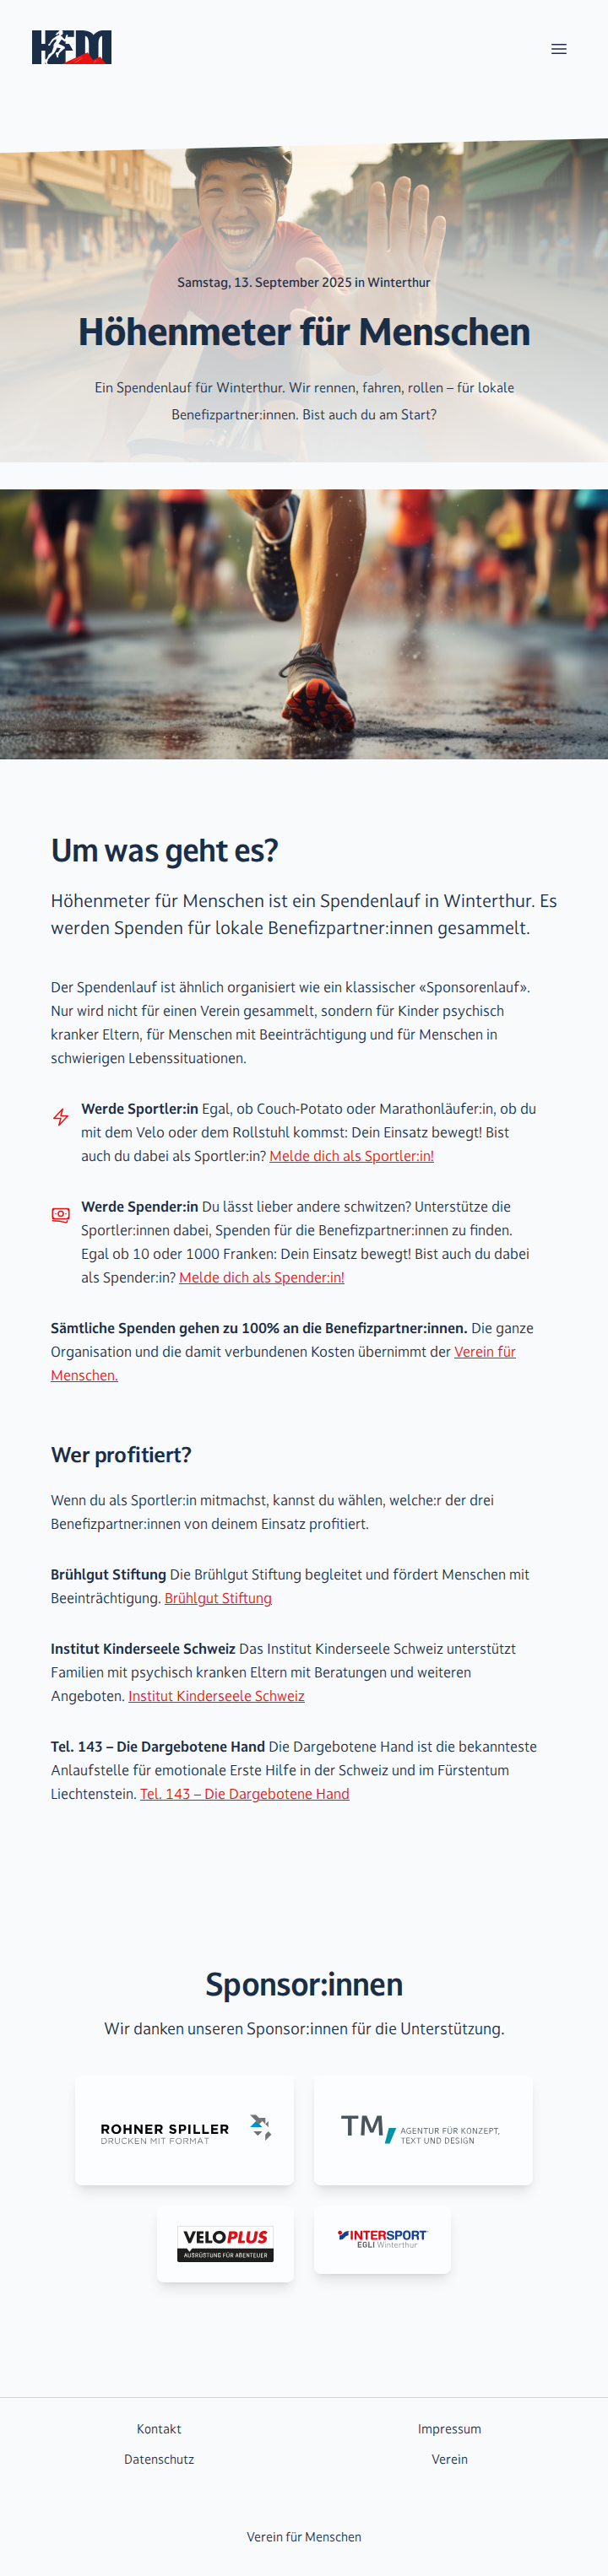 HFM
Samstag, 13. September 2025 in Winterthur
Höhenmeter für Menschen
Ein Spendenlauf für Winterthur. Wir rennen, fahren, rollen – für lokale
Benefizpartner:innen. Bist auch du am Start?
Um was geht es?
Höhenmeter für Menschen ist ein Spendenlauf in Winterthur. Es
werden Spenden für lokale Benefizpartner:innen gesammelt.
Der Spendenlauf ist ähnlich organisiert wie ein klassischer «Sponsorenlauf».
Nur wird nicht für einen Verein gesammelt, sondern für Kinder psychisch
kranker Eltern, für Menschen mit Beeinträchtigung und für Menschen in
schwierigen Lebenssituationen.
Werde Sportler:in Egal, ob Couch-Potato oder Marathonläufer:in, ob du
mit dem Velo oder dem Rollstuhl kommst: Dein Einsatz bewegt! Bist
auch du dabei als Sportler:in? Melde dich als Sportler:in!
Werde Spender:in Du lässt lieber andere schwitzen? Unterstütze die
Sportler:innen dabei, Spenden für die Benefizpartner:innen zu finden.
Egal ob 10 oder 1000 Franken: Dein Einsatz bewegt! Bist auch du dabei
als Spender:in? Melde dich als Spender:in!
Sämtliche Spenden gehen zu 100% an die Benefizpartner:innen. Die ganze
Organisation und die damit verbundenen Kosten übernimmt der Verein für
Menschen.
Wer profitiert?
Wenn du als Sportler:in mitmachst, kannst du wählen, welche:r der drei
Benefizpartner:innen von deinem Einsatz profitiert.
Brühlgut Stiftung Die Brühlgut Stiftung begleitet und fördert Menschen mit
Beeinträchtigung. Brühlgut Stiftung
Institut Kinderseele Schweiz Das Institut Kinderseele Schweiz unterstützt
Familien mit psychisch kranken Eltern mit Beratungen und weiteren
Angeboten. Institut Kinderseele Schweiz
Tel. 143 – Die Dargebotene Hand Die Dargebotene Hand ist die bekannteste
Anlaufstelle für emotionale Erste Hilfe in der Schweiz und im Fürstentum
Liechtenstein. Tel. 143 – Die Dargebotene Hand
Sponsor:innen
Wir danken unseren Sponsor:innen für die Unterstützung.
ROHNER SPILLER
DRUCKEN MIT FORMAT
TM
AGENTUR FÜR KONZEPT,
TEXT UND DESIGN
VELOPLUS
AUSRÜSTUNG FÜR ABENTEUER
INTERSPORT
EGLI Winterthur
Kontakt
Impressum
Datenschutz
Verein
Verein für Menschen